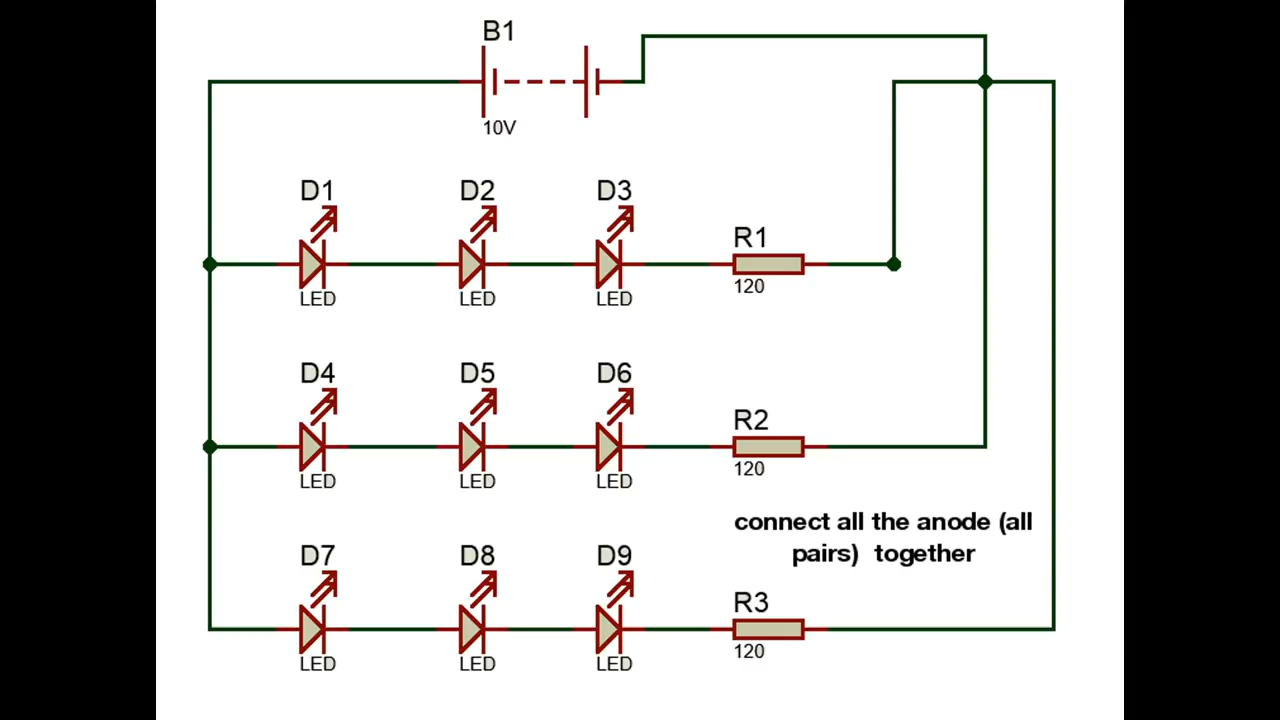 B1
10V
D1 D2 D3
R1
LED LED LED
120
D4 D5 D6
R2
LED LED LED
120
connect all the anode (all
pairs) together
D7 D8 D9
R3
LED LED LED
120